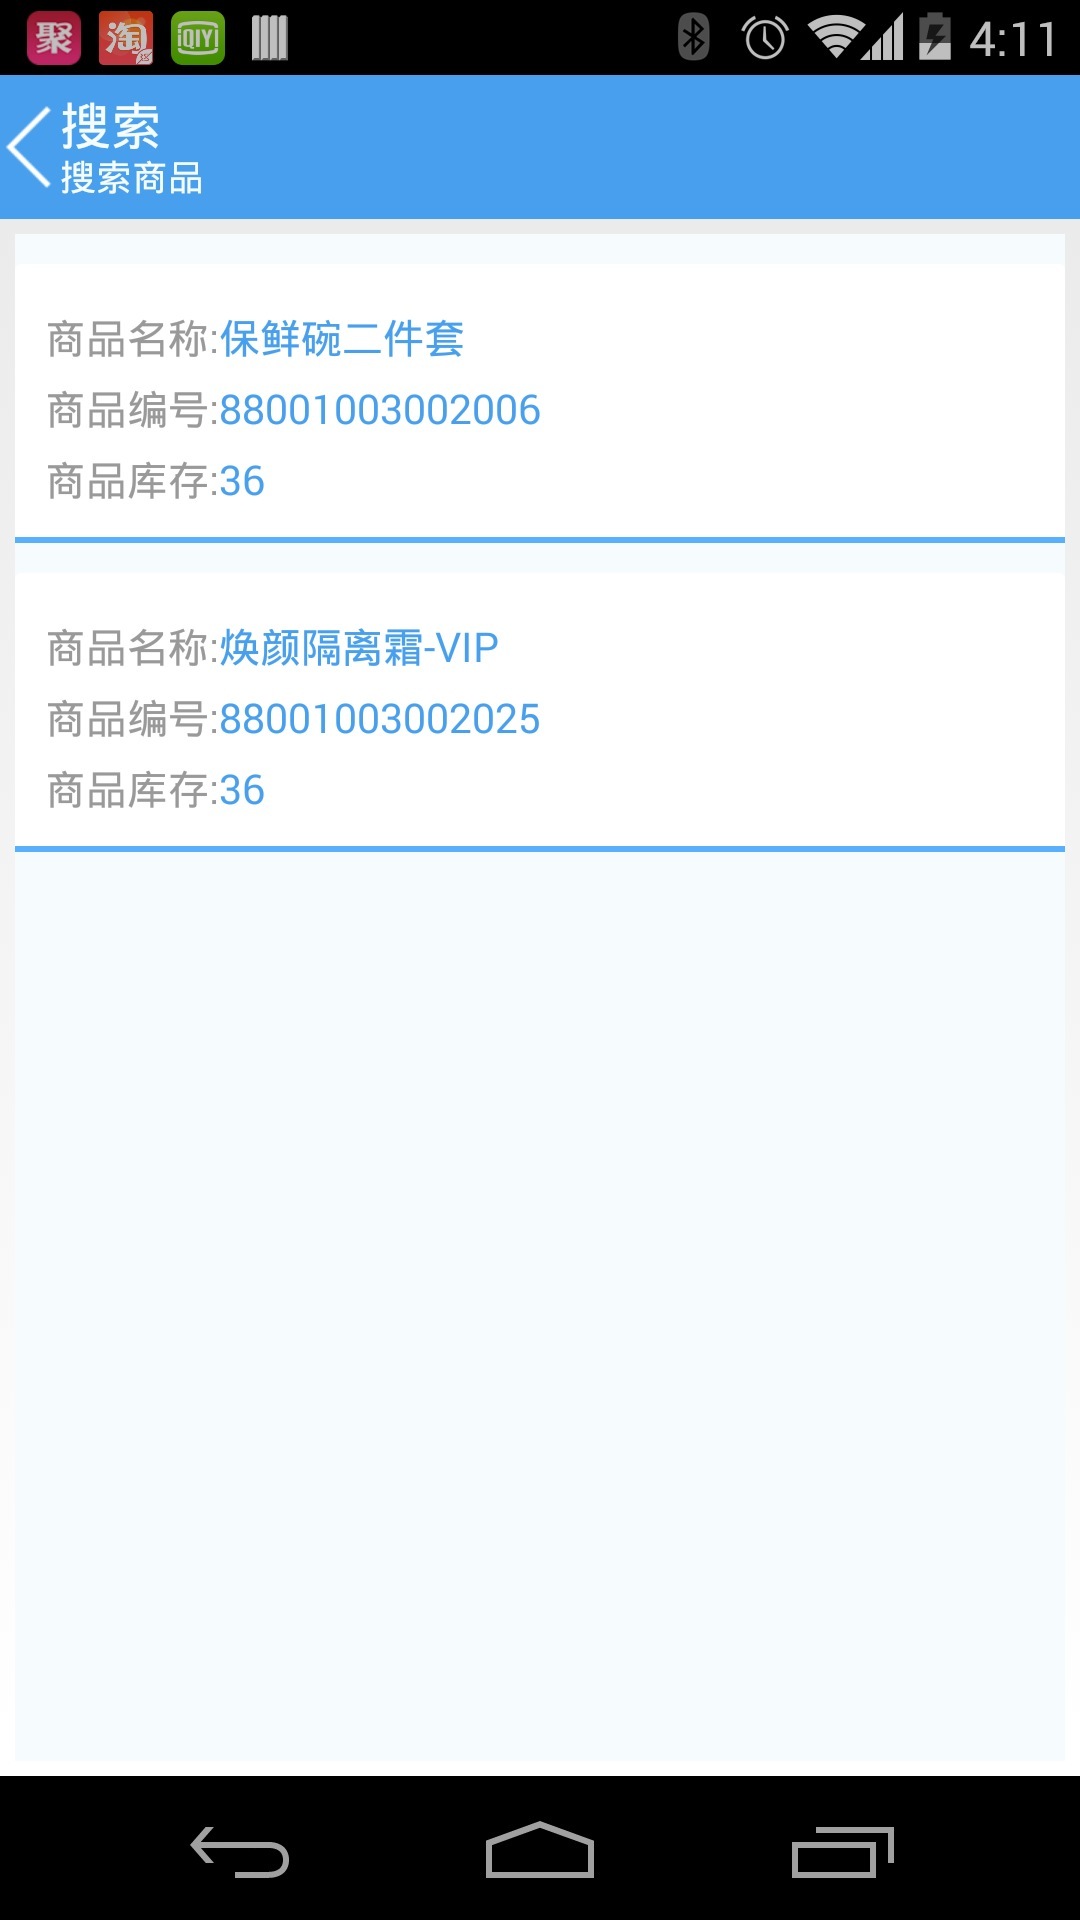 聚 淘 iQIYI 4:11
搜索
搜索商品
商品名称:保鲜碗二件套
商品编号:88001003002006
商品库存:36
商品名称:焕颜隔离霜-VIP
商品编号:88001003002025
商品库存:36